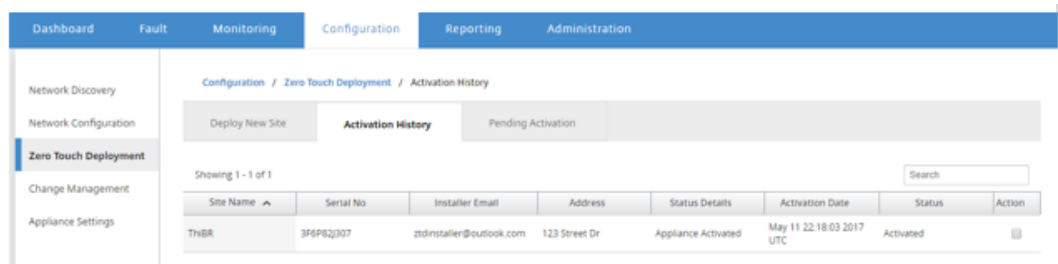 Dashboard Fault Monitoring Configuration Reporting Administration
Network Discovery
Network Configuration
Zero Touch Deployment
Change Management
Appliance Settings
Configuration / Zero Touch Deployment / Activation History
Deploy New Site Activation History Pending Activation
Showing 1 - 1 of 1 Search
Site Name Serial No Installer Email Address Status Details Activation Date Status Action
ThiBR 3F6P82J307 ztdinstaller@outlook.com 123 Street Dr Appliance Activated May 11 22:18:03 2017 Activated
UTC